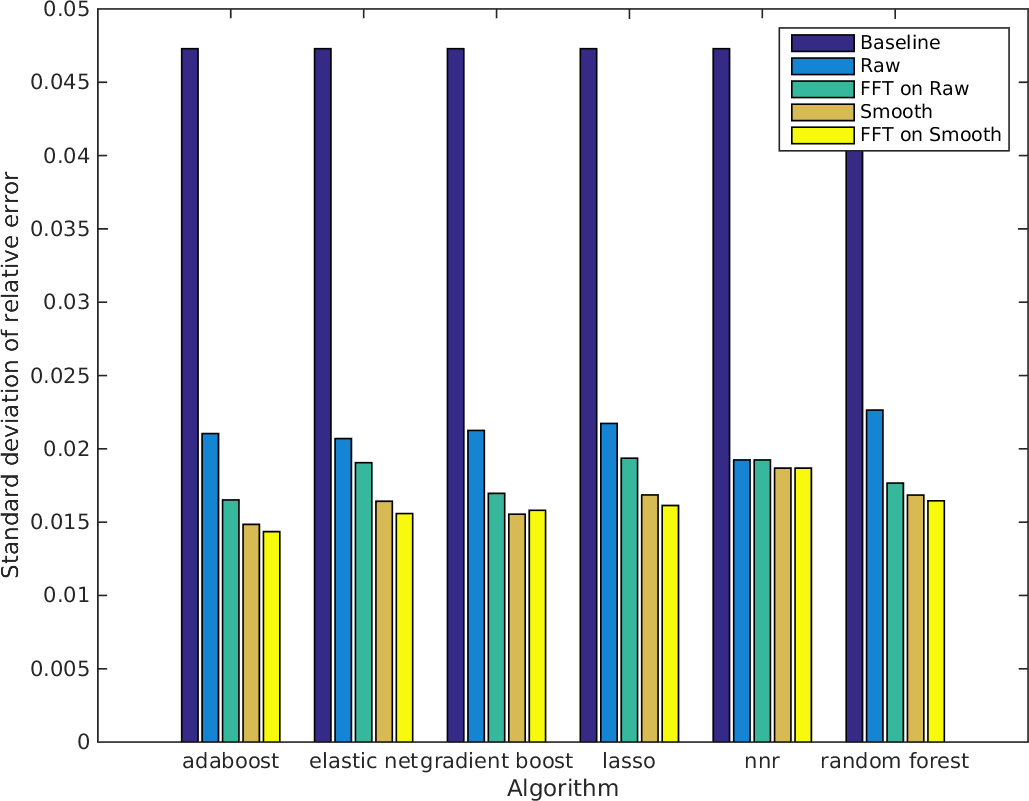 0.05
0.045
0.04
0.035
0.03
0.025
0.02
0.015
0.01
0.005
0
Standard deviation of relative error
Baseline
Raw
FFT on Raw
Smooth
FFT on Smooth
adaboost elastic net gradient boost lasso nnr random forest
Algorithm